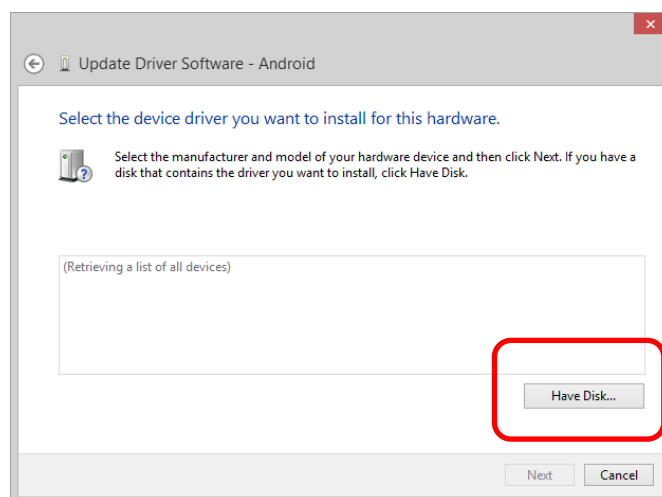 Update Driver Software - Android
Select the device driver you want to install for this hardware.
Select the manufacturer and model of your hardware device and then click Next. If you have a
disk that contains the driver you want to install, click Have Disk.
(Retrieving a list of all devices)
Have Disk...
Next
Cancel